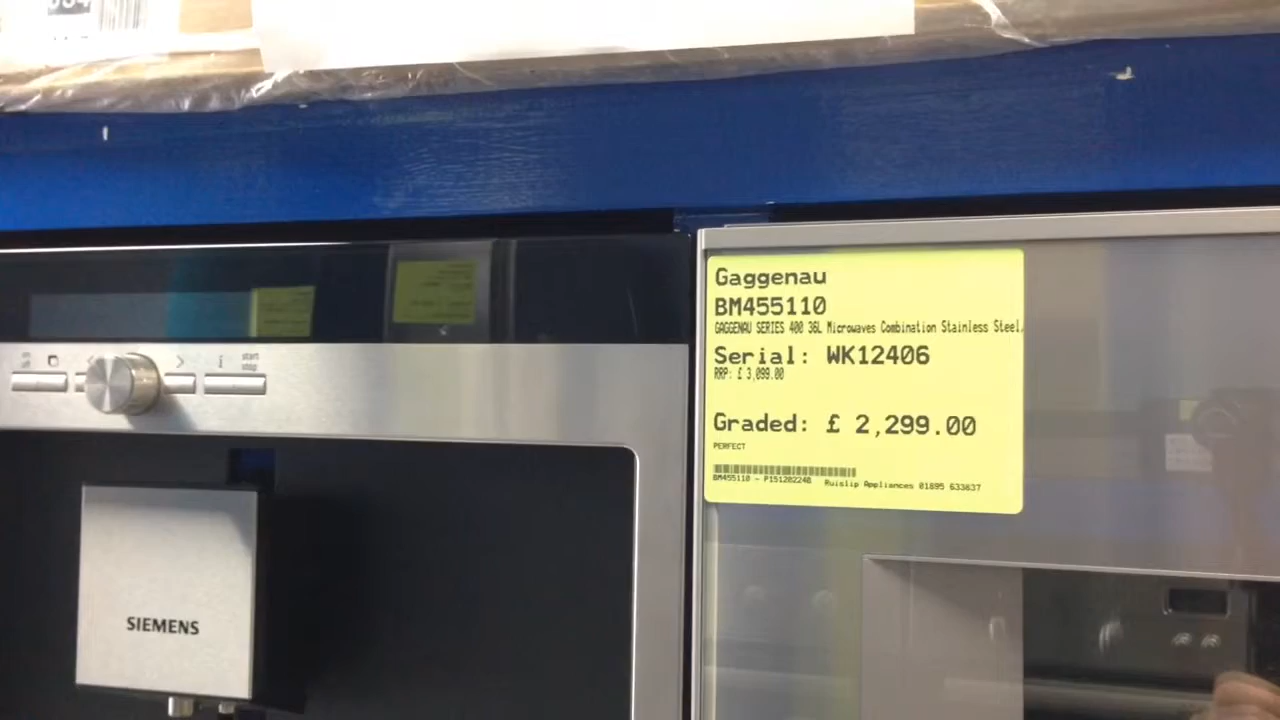 Gaggenau
BM455110
GAGGENAU SERIES 400 36L Microwaves Combination Stainless Steel,
Serial: WK12406
RRP: £ 3,099.00
Graded: £ 2,299.00
PERFECT
BM455110 - P151202248 Ruislip Appliances 01895 633637
start
stop
i
SIEMENS